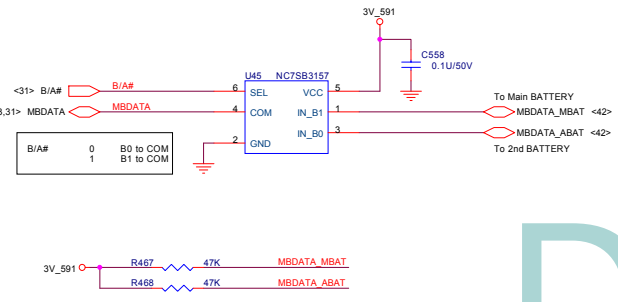 3V_591
C558
0.1U/50V
U45 NC7SB3157
<31> B/A# B/A# 6 SEL VCC 5
3,31> MBDATA MBDATA 4 COM IN_B1 1 MBDATA_MBAT <42>
To Main BATTERY
2 GND IN_B0 3 MBDATA_ABAT <42>
To 2nd BATTERY
B/A# 0 B0 to COM
1 B1 to COM
3V_591 R467 47K MBDATA_MBAT
R468 47K MBDATA_ABAT